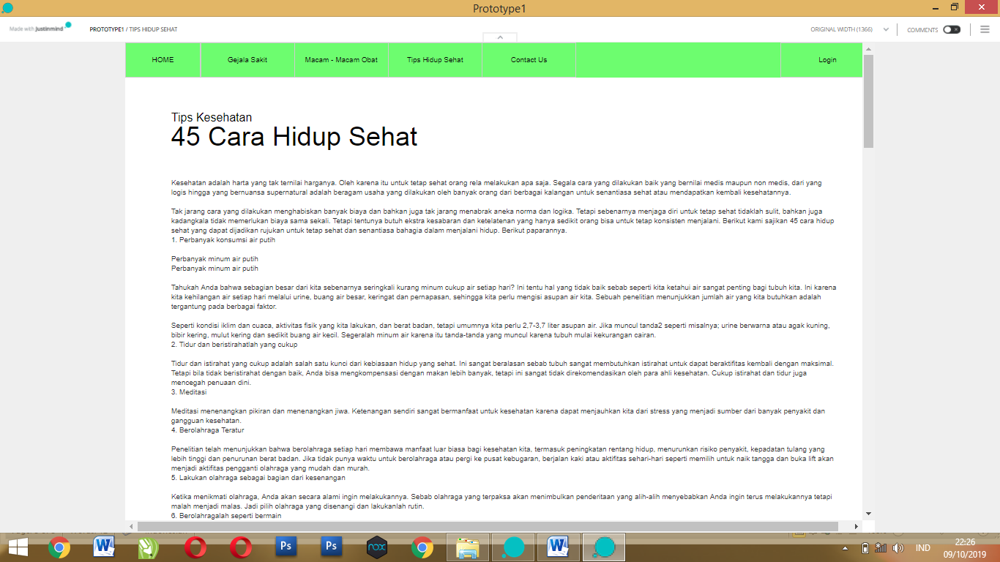 Prototype1
Made with justinmind
PROTOTYPE1 / TIPS HIDUP SEHAT
ORIGINAL WIDTH (1366)
COMMENTS
HOME
Gejala Sakit
Macam - Macam Obat
Tips Hidup Sehat
Contact Us
Login
Tips Kesehatan
45 Cara Hidup Sehat
Kesehatan adalah harta yang tak ternilai harganya. Oleh karena itu untuk tetap sehat orang rela melakukan apa saja. Segala cara yang dilakukan baik yang bernilai medis maupun non medis, dari yang
logis hingga yang bernuansa supernatural adalah beragam usaha yang dilakukan oleh banyak orang dari berbagai kalangan untuk senantiasa sehat atau mendapatkan kembali kesehatannya.
Tak jarang cara yang dilakukan menghabiskan banyak biaya dan bahkan juga tak jarang menabrak aneka norma dan logika. Tetapi sebenarnya menjaga diri untuk tetap sehat tidaklah sulit, bahkan juga
kadangkala tidak memerlukan biaya sama sekali. Tetapi tentunya butuh ekstra kesabaran dan ketelatenan yang hanya sedikit orang bisa untuk tetap konsisten menjalani. Berikut kami sajikan 45 cara hidup
sehat yang dapat dijadikan rujukan untuk tetap sehat dan senantiasa bahagia dalam menjalani hidup. Berikut paparannya.
1. Perbanyak konsumsi air putih
Perbanyak minum air putih
Perbanyak minum air putih
Tahukah Anda bahwa sebagian besar dari kita sebenarnya seringkali kurang minum cukup air setiap hari? Ini tentu hal yang tidak baik sebab seperti kita ketahui air sangat penting bagi tubuh kita. Ini karena
kita kehilangan air setiap hari melalui urine, buang air besar, keringat dan pernapasan, sehingga kita perlu mengisi asupan air kita. Sebuah penelitian menunjukkan jumlah air yang kita butuhkan adalah
tergantung pada berbagai faktor.
Seperti kondisi iklim dan cuaca, aktivitas fisik yang kita lakukan, dan berat badan, tetapi umumnya kita perlu 2,7-3,7 liter asupan air. Jika muncul tanda2 seperti misalnya; urine berwarna atau agak kuning,
bibir kering, mulut kering dan sedikit buang air kecil. Segeralah minum air karena itu tanda-tanda yang muncul karena tubuh mulai kekurangan cairan.
2. Tidur dan beristirahatlah yang cukup
Tidur dan istirahat yang cukup adalah salah satu kunci dari kebiasaan hidup yang sehat. Ini sangat beralasan sebab tubuh sangat membutuhkan istirahat untuk dapat beraktifitas kembali dengan maksimal.
Tetapi bila tidak beristirahat dengan baik, Anda bisa mengkompensasi dengan makan lebih banyak, tetapi ini sangat tidak direkomendasikan oleh para ahli kesehatan. Cukup istirahat dan tidur juga
mencegah penuaan dini.
3. Meditasi
Meditasi menenangkan pikiran dan menenangkan jiwa. Ketenangan sendiri sangat bermanfaat untuk kesehatan karena dapat menjauhkan kita dari stress yang menjadi sumber dari banyak penyakit dan
gangguan kesehatan.
4. Berolahraga Teratur
Penelitian telah menunjukkan bahwa berolahraga setiap hari membawa manfaat luar biasa bagi kesehatan kita, termasuk peningkatan rentang hidup, menurunkan risiko penyakit, kepadatan tulang yang
lebih tinggi dan penurunan berat badan. Jika tidak punya waktu untuk berolahraga atau pergi ke pusat kebugaran, berjalan kaki atau aktifitas sehari-hari seperti memilih untuk naik tangga dan buka lift akan
menjadi aktifitas pengganti olahraga yang mudah dan murah.
5. Lakukan olahraga sebagai bagian dari kesenangan
Ketika menikmati olahraga, Anda akan secara alami ingin melakukannya. Sebab olahraga yang terpaksa akan menimbulkan penderitaan yang alih-alih menyebabkan Anda ingin terus melakukannya tetapi
malah menjadi malas. Jadi pilih olahraga yang disenangi dan lakukanlah rutin.
6. Berolahragalah seperti bermain
Ps
Ps
nox
IND
22:26
09/10/2019